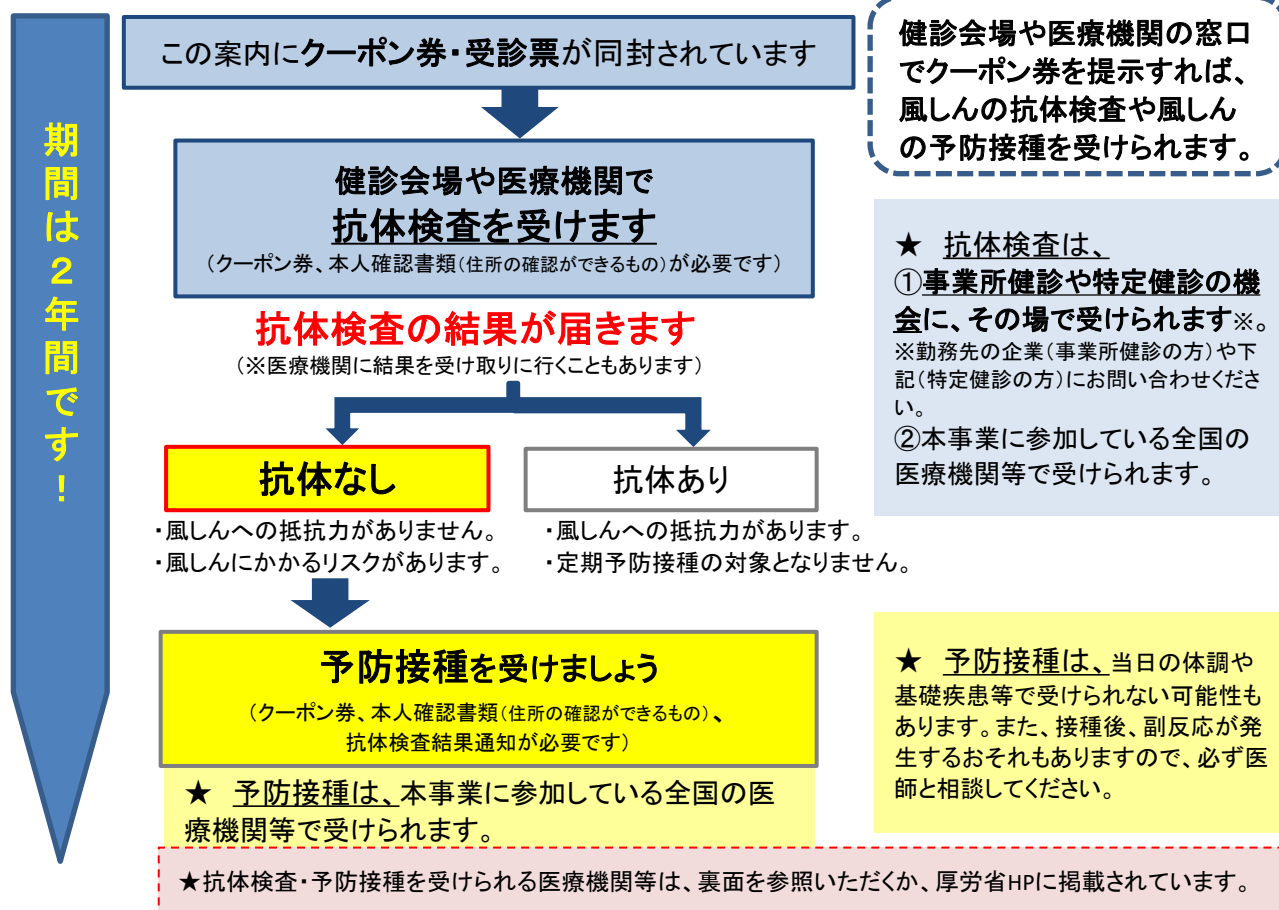 期間は2年間です！
この案内にクーポン券・受診票が同封されています
健診会場や医療機関で
抗体検査を受けます
（クーポン券、本人確認書類（住所の確認ができるもの）が必要です）
抗体検査の結果が届きます
（※医療機関に結果を受け取りに行くこともあります）
抗体なし
・風しんへの抵抗力がありません。
・風しんにかかるリスクがあります。
抗体あり
・風しんへの抵抗力があります。
・定期予防接種の対象となりません。
予防接種を受けましょう
（クーポン券、本人確認書類（住所の確認ができるもの）、
抗体検査結果通知が必要です）
★ 予防接種は、本事業に参加している全国の医
療機関等で受けられます。
健診会場や医療機関の窓口
でクーポン券を提示すれば、
風しんの抗体検査や風しん
の予防接種を受けられます。
★ 抗体検査は、
①事業所健診や特定健診の機
会に、その場で受けられます※。
※勤務先の企業（事業所健診の方）や下
記（特定健診の方）にお問い合わせくださ
い。
②本事業に参加している全国の
医療機関等で受けられます。
★ 予防接種は、当日の体調や
基礎疾患等で受けられない可能性も
あります。また、接種後、副反応が発
生するおそれもありますので、必ず医
師と相談してください。
★抗体検査・予防接種を受けられる医療機関等は、裏面を参照いただくか、厚労省HPに掲載されています。